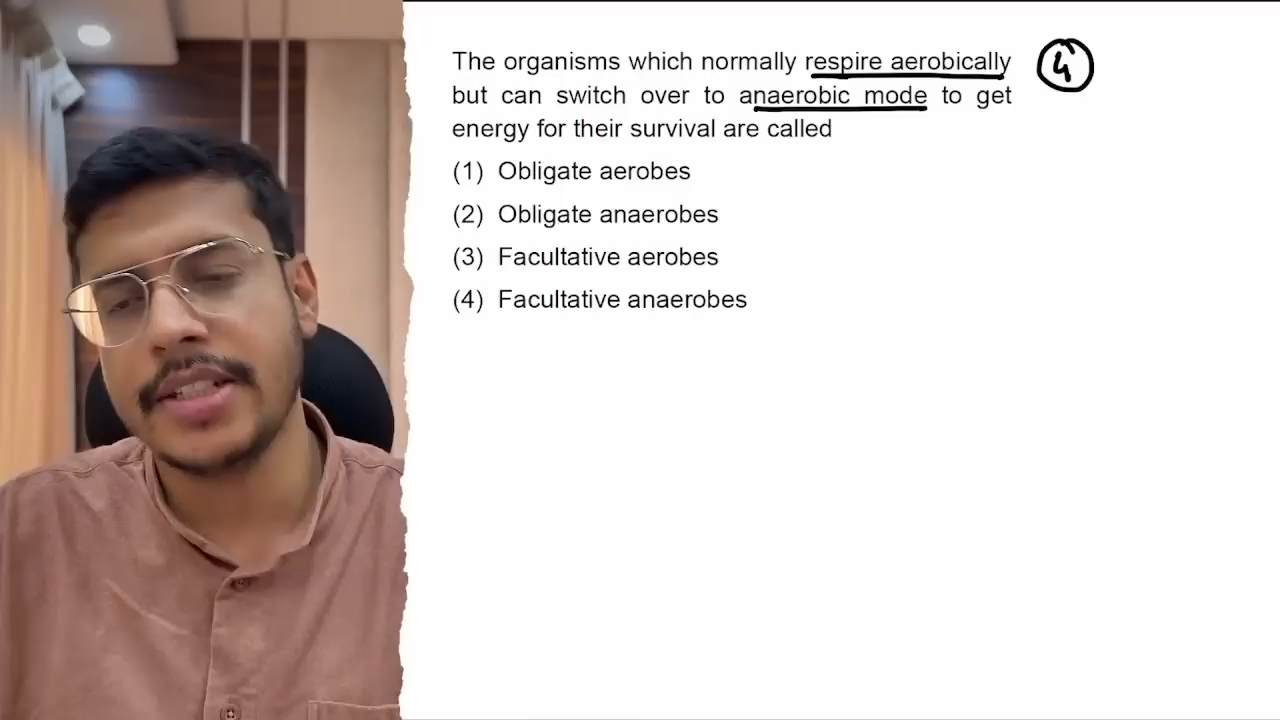 The organisms which normally respire aerobically
but can switch over to anaerobic mode to get
energy for their survival are called
(1) Obligate aerobes
(2) Obligate anaerobes
(3) Facultative aerobes
(4) Facultative anaerobes
4